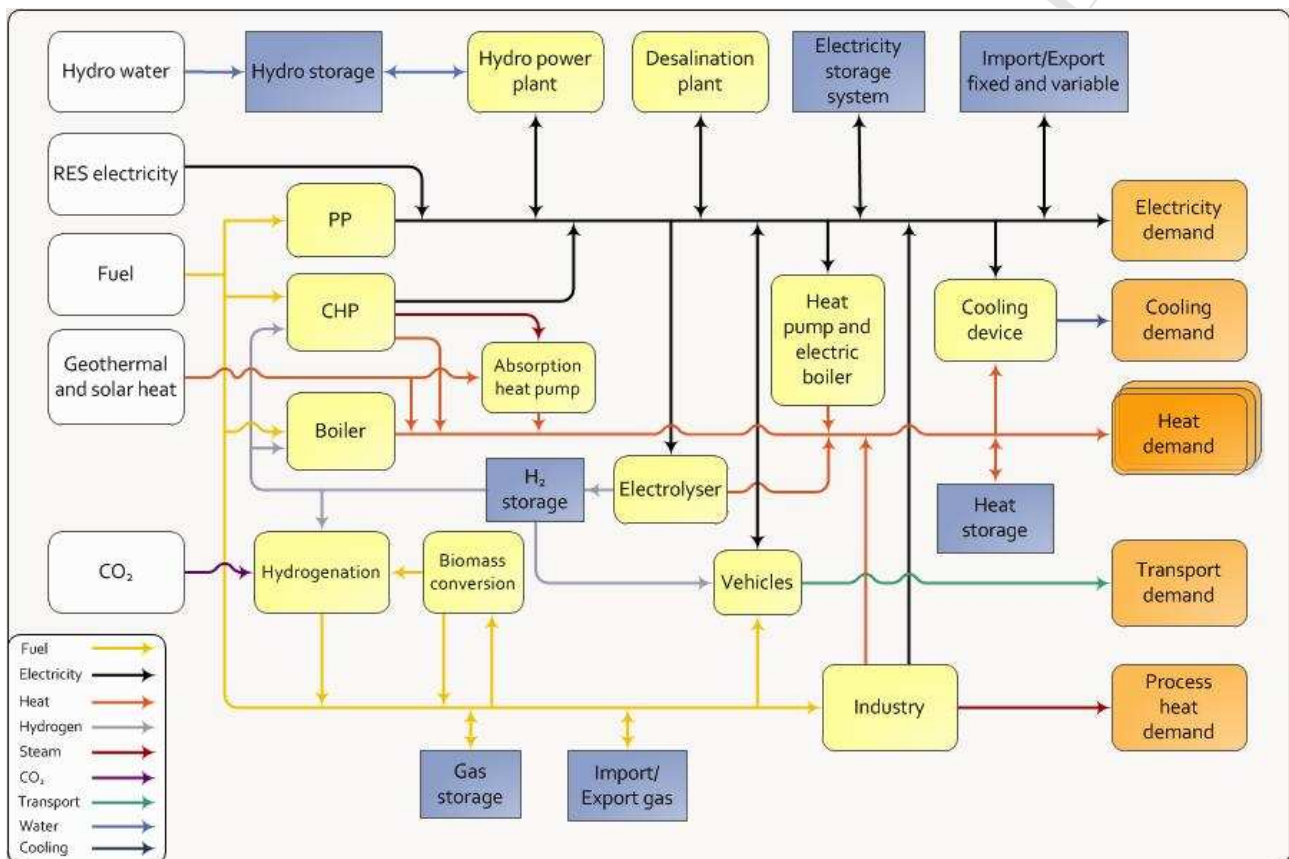 Hydro water
Hydro storage
Hydro power
plant
Desalination
plant
Electricity
storage
system
Import/Export
fixed and variable
RES electricity
PP
Electricity
demand
Fuel
CHP
Heat
pump and
electric
boiler
Cooling
device
Cooling
demand
Geothermal
and solar heat
Absorption
heat pump
Boiler
Heat
demand
H₂
storage
Electrolyser
Heat
storage
CO₂
Hydrogenation
Biomass
conversion
Vehicles
Transport
demand
Industry
Process
heat
demand
Gas
storage
Import/
Export gas
Fuel
Electricity
Heat
Hydrogen
Steam
CO₂
Transport
Water
Cooling